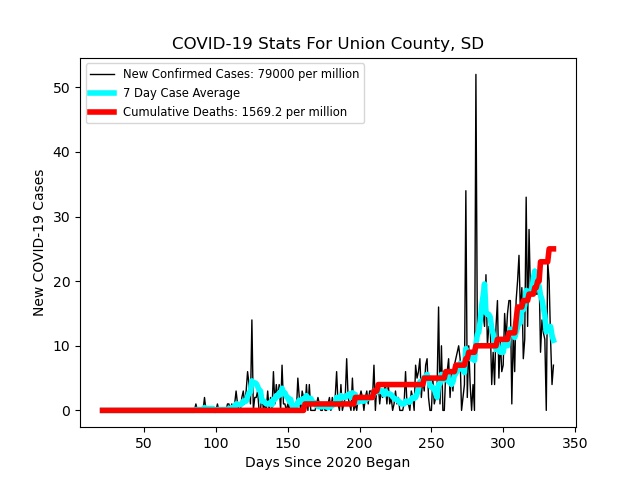 COVID-19 Stats For Union County, SD
New Confirmed Cases: 79000 per million
7 Day Case Average
Cumulative Deaths: 1569.2 per million
New COVID-19 Cases
50
40
30
20
10
0
50 100 150 200 250 300 350
Days Since 2020 Began